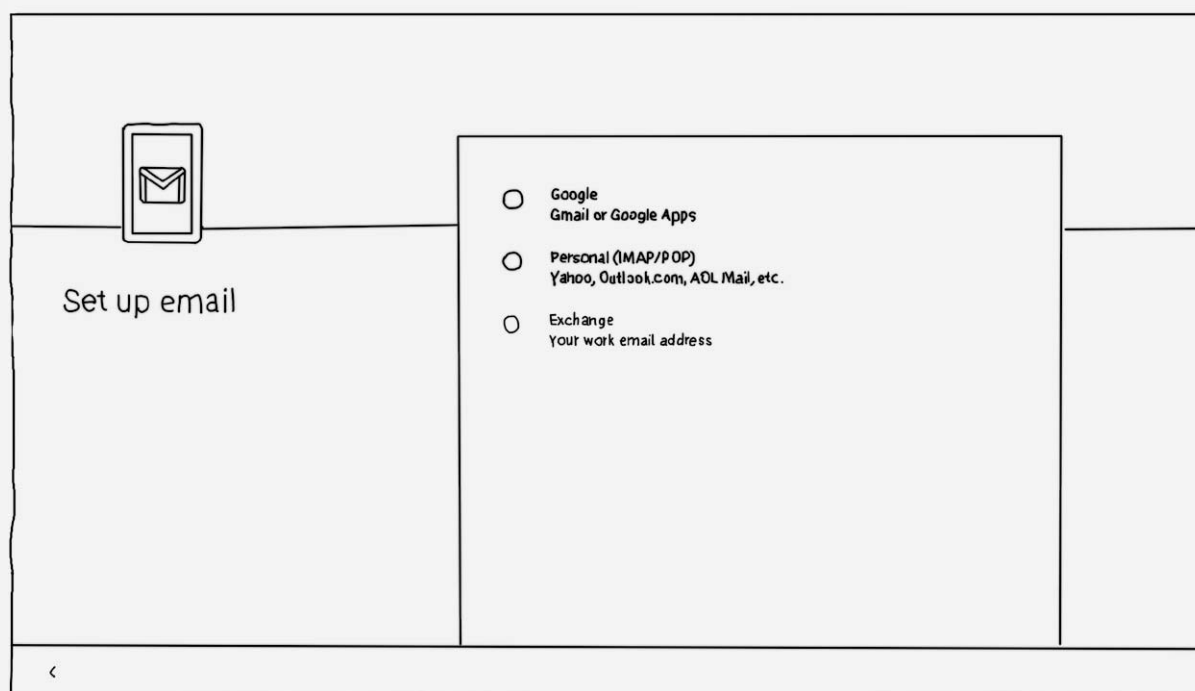 Google
Gmail or Google Apps
Personal (IMAP/POP)
Yahoo, Outlook.com, AOL Mail, etc.
Set up email
Exchange
Your work email address